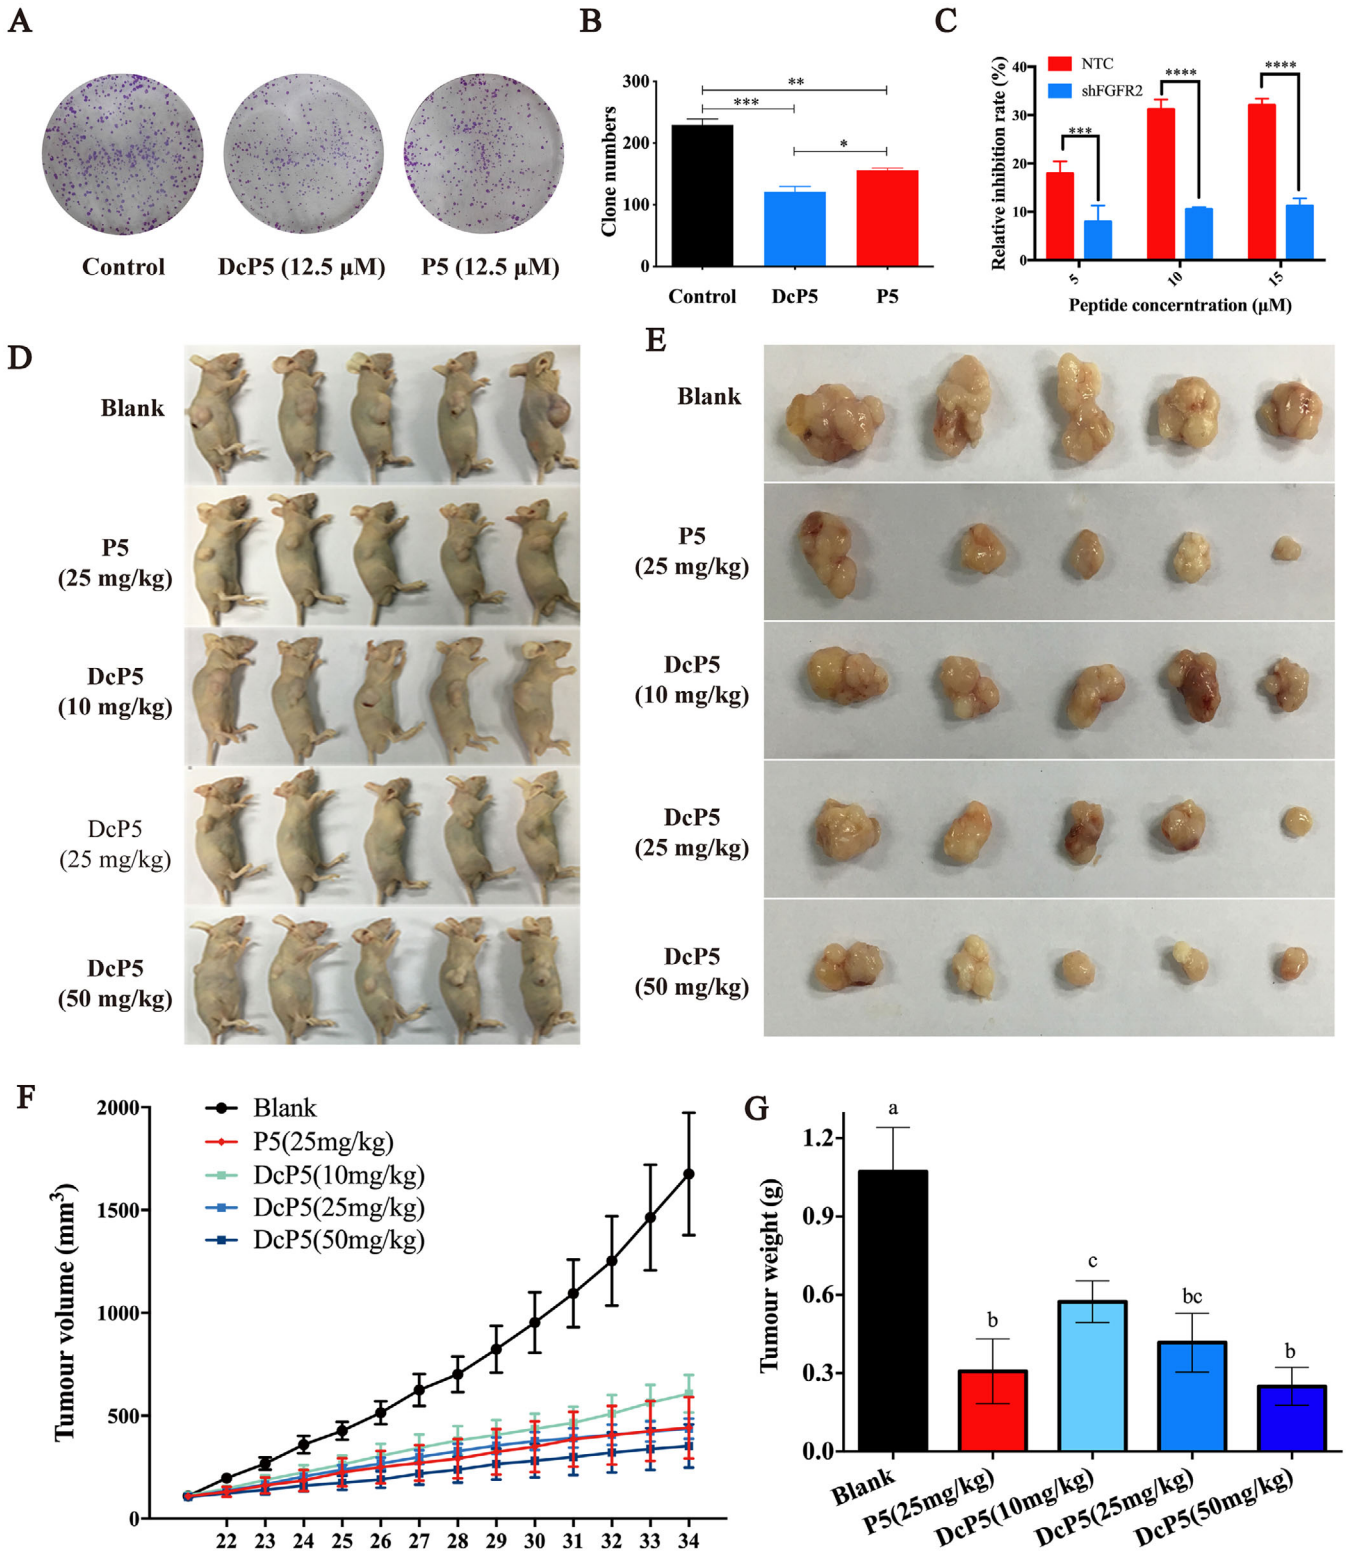 A
Control
DcP5 (12.5 μM)
P5 (12.5 μM)
B
Clone numbers
300
200
100
0
**
***
*
Control
DcP5
P5
C
Relative inhibition rate (%)
40
30
20
10
0
NTC
shFGFR2
***
****
****
5
10
15
Peptide concerntration (μM)
D
Blank
P5
(25 mg/kg)
DcP5
(10 mg/kg)
DcP5
(25 mg/kg)
DcP5
(50 mg/kg)
E
Blank
P5
(25 mg/kg)
DcP5
(10 mg/kg)
DcP5
(25 mg/kg)
DcP5
(50 mg/kg)
F
Tumour volume (mm³)
2000
1500
1000
500
0
Blank
P5(25mg/kg)
DcP5(10mg/kg)
DcP5(25mg/kg)
DcP5(50mg/kg)
22 23 24 25 26 27 28 29 30 31 32 33 34
G
Tumour weight (g)
1.2
0.9
0.6
0.3
0.0
a
b
c
bc
b
Blank
P5(25mg/kg)
DcP5(10mg/kg)
DcP5(25mg/kg)
DcP5(50mg/kg)